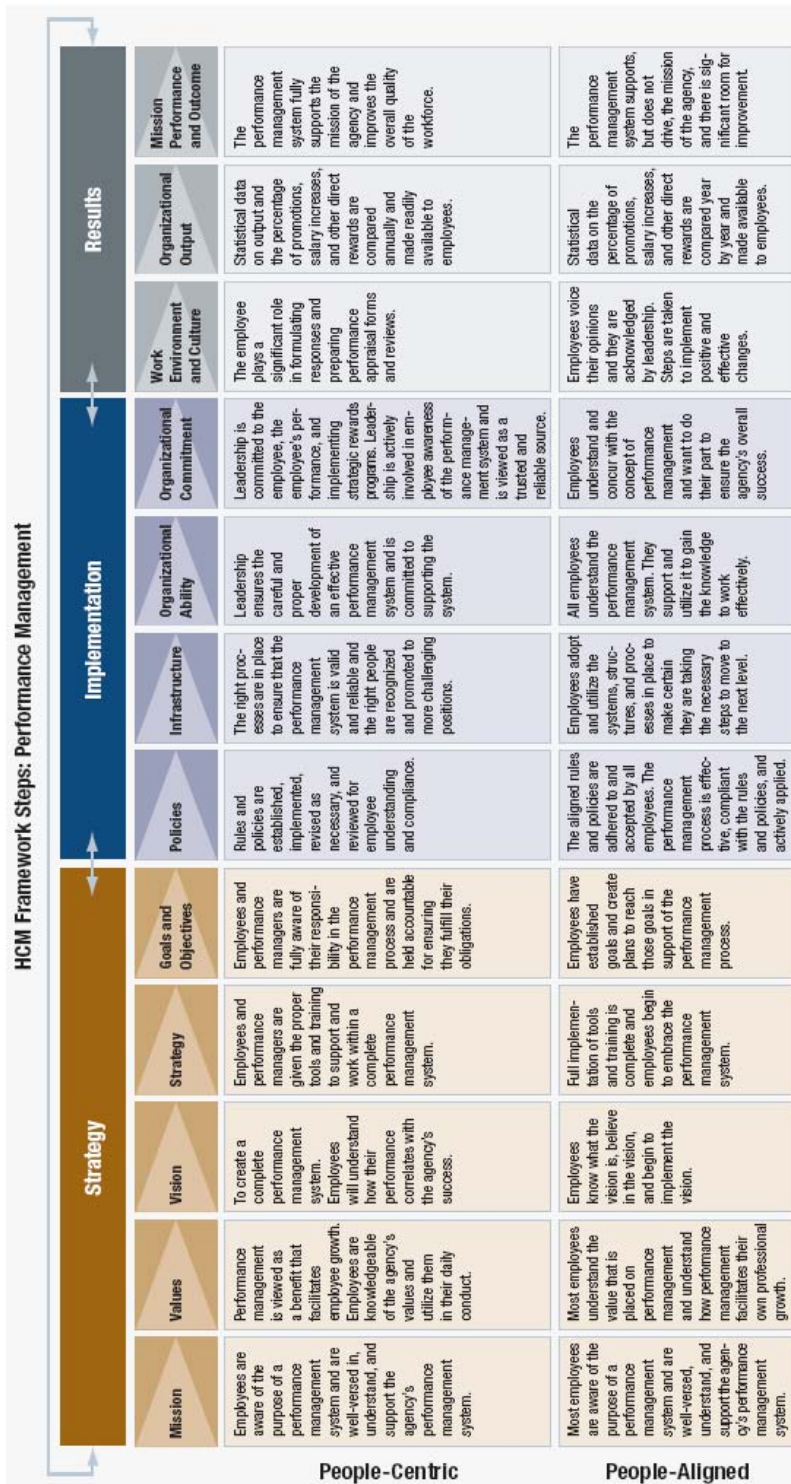 HCM Framework Steps: Performance Management
Strategy
Implementation
Results
Mission
Values
Vision
Strategy
Goals and
Objectives
Policies
Infrastructure
Organizational
Ability
Organizational
Commitment
Work
Environment
and Culture
Organizational
Output
Mission
Performance
and Outcome
People-Centric
Employees are
aware of the
purpose of a
performance
management
system and are
well-versed in,
understand, and
support the
agency's
performance
management
system.
Performance
management
is viewed as
a benefit that
facilitates
employee growth.
Employees are
knowledgeable
of the agency's
values and
utilize them
in their daily
conduct.
To create a
complete
performance
management
system.
Employees
will understand
how their
performance
correlates with
the agency's
success.
Employees and
performance
managers are
given the proper
tools and training
to support and
work within a
complete
performance
management
system.
Employees and
performance
managers are
fully aware of
their responsi-
bility in the
performance
management
process and are
held accountable
for ensuring
they fulfill their
obligations.
Rules and
policies are
established,
implemented,
revised as
necessary, and
reviewed for
employee
understanding
and compliance.
The right proc-
esses are in place
to ensure that the
performance
management
system is valid
and reliable and
the right people
are recognized
and promoted to
more challenging
positions.
Leadership
ensures the
careful and
proper
development of
an effective
performance
management
system and is
committed to
supporting the
system.
Leadership is
committed to the
employee, the
employee's per-
formance, and
implementing
strategic rewards
programs. Leader-
ship is actively
involved in em-
ployee awareness
of the perform-
ance manage-
ment system and
is viewed as a
trusted and
reliable source.
The employee
plays a
significant role
in formulating
responses and
preparing
performance
appraisal forms
and reviews.
Statistical data
on output and
the percentage
of promotions,
salary increases,
and other direct
rewards are
compared
annually and
made readily
available to
employees.
The
performance
management
system fully
supports the
mission of the
agency and
improves the
overall quality
of the
workforce.
People-Aligned
Most employees
are aware of the
purpose of a
performance
management
system and are
well-versed,
understand, and
support the agen-
cy's performance
management
system.
Most employees
understand the
value that is
placed on
performance
management
and understand
how performance
management
facilitates their
own professional
growth.
Employees
know what the
vision is, believe
in the vision,
and begin to
implement the
vision.
Full implemen-
tation of tools
and training is
complete and
employees begin
to embrace the
performance
management
system.
Employees have
established
goals and create
plans to reach
those goals in
support of the
performance
management
process.
The aligned rules
and policies are
adhered to and
accepted by all
employees. The
performance
management
process is effec-
tive, compliant
with the rules
and policies, and
actively applied.
Employees adopt
and utilize the
systems, struc-
tures, and proc-
esses in place to
make certain
they are taking
the necessary
steps to move to
the next level.
All employees
understand the
performance
management
system. They
support and
utilize it to gain
the knowledge
to work
effectively.
Employees
understand and
concur with the
concept of
performance
management
and want to do
their part to
ensure the
agency's overall
success.
Employees voice
their opinions
and they are
acknowledged
by leadership.
Steps are taken
to implement
positive and
effective
changes.
Statistical
data on the
percentage of
promotions,
salary increases,
and other direct
rewards are
compared year
by year and
made available
to employees.
The
performance
management
system supports,
but does not
drive, the mission
of the agency,
and there is sig-
nificant room for
improvement.